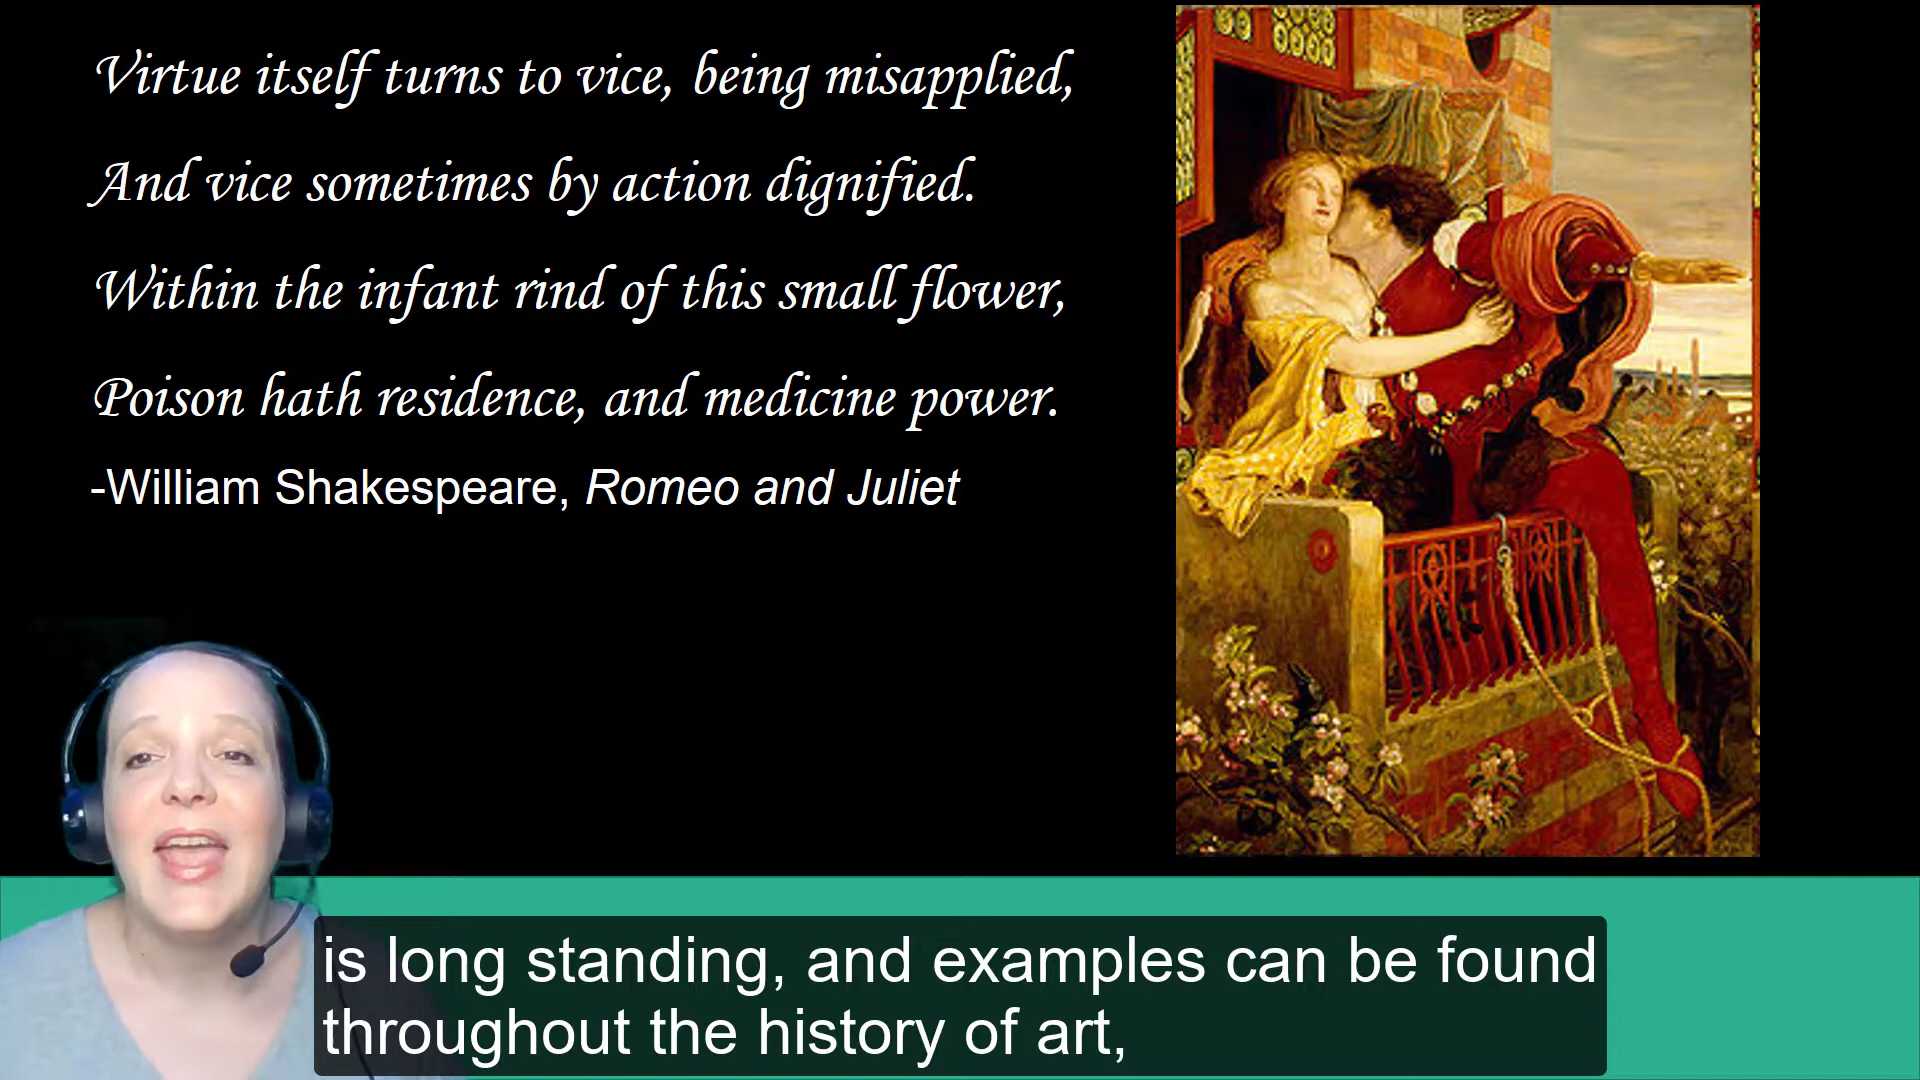 Virtue itself turns to vice, being misapplied,
And vice sometimes by action dignified.
Within the infant rind of this small flower,
Poison hath residence, and medicine power.
-William Shakespeare, Romeo and Juliet
is long standing, and examples can be found
throughout the history of art,